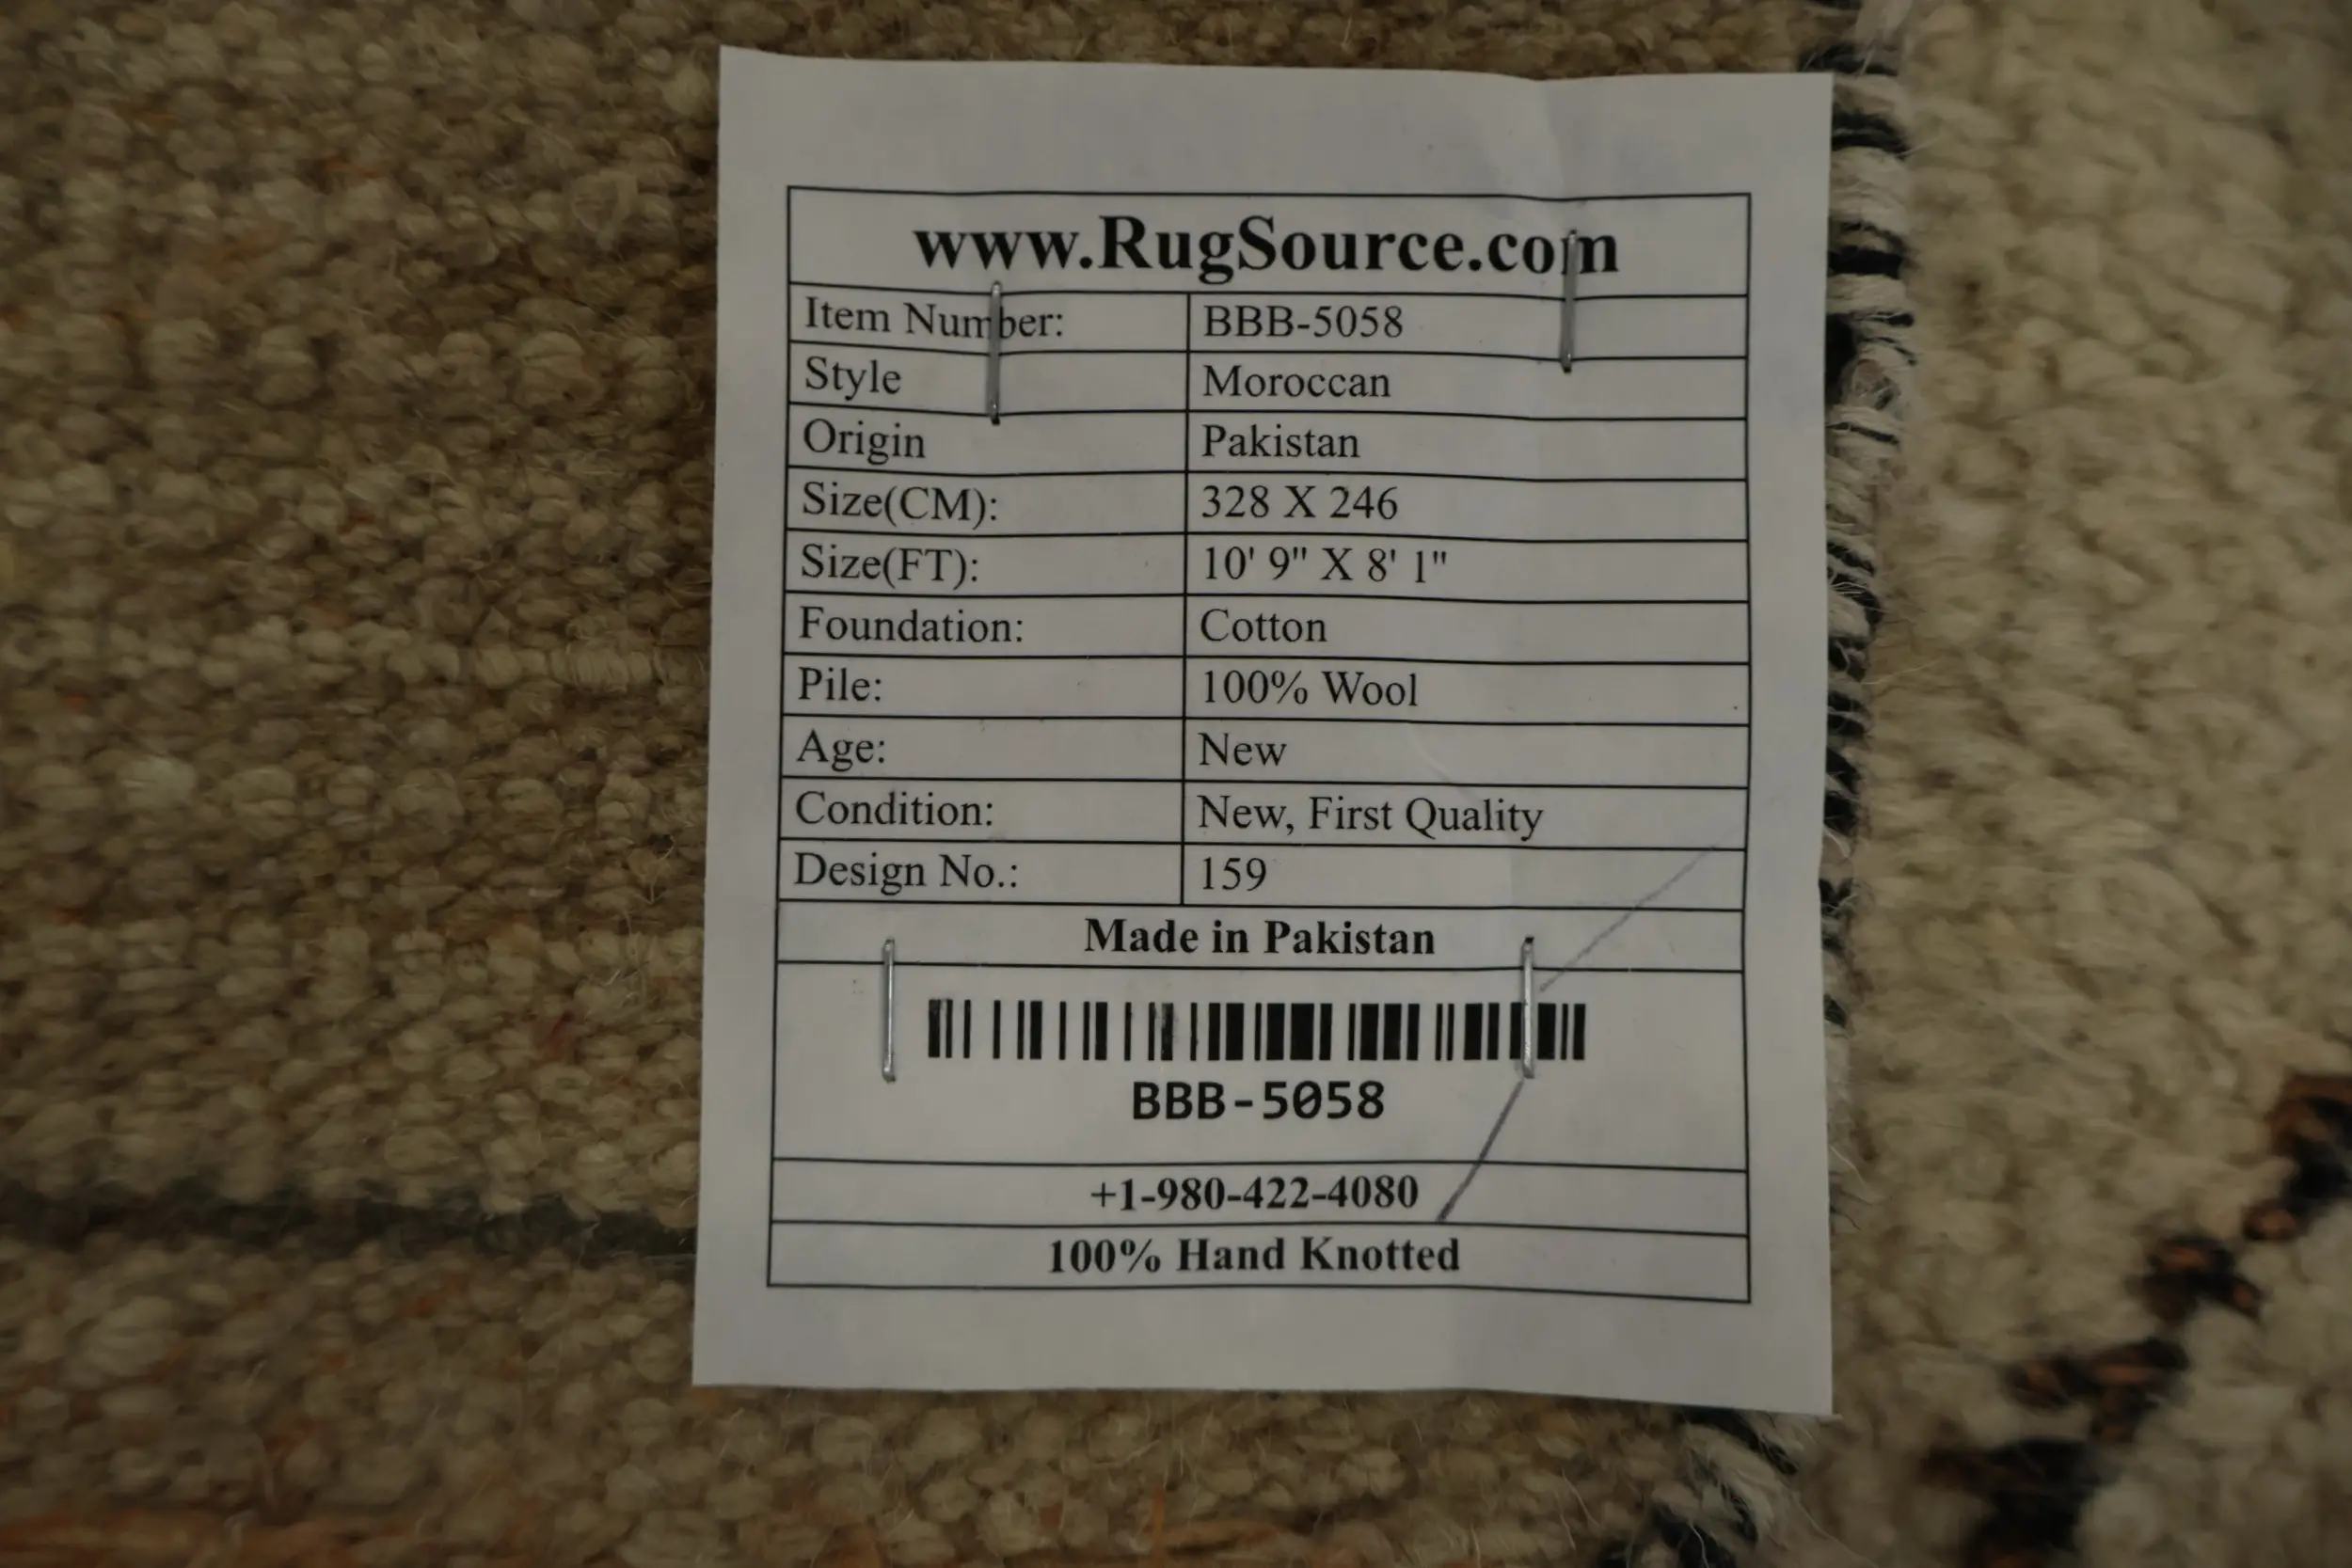 www.RugSource.com
Item Number: BBB-5058
Style Moroccan
Origin Pakistan
Size(CM): 328 X 246
Size(FT): 10' 9" X 8' 1"
Foundation: Cotton
Pile: 100% Wool
Age: New
Condition: New, First Quality
Design No.: 159
Made in Pakistan
BBB-5058
+1-980-422-4080
100% Hand Knotted